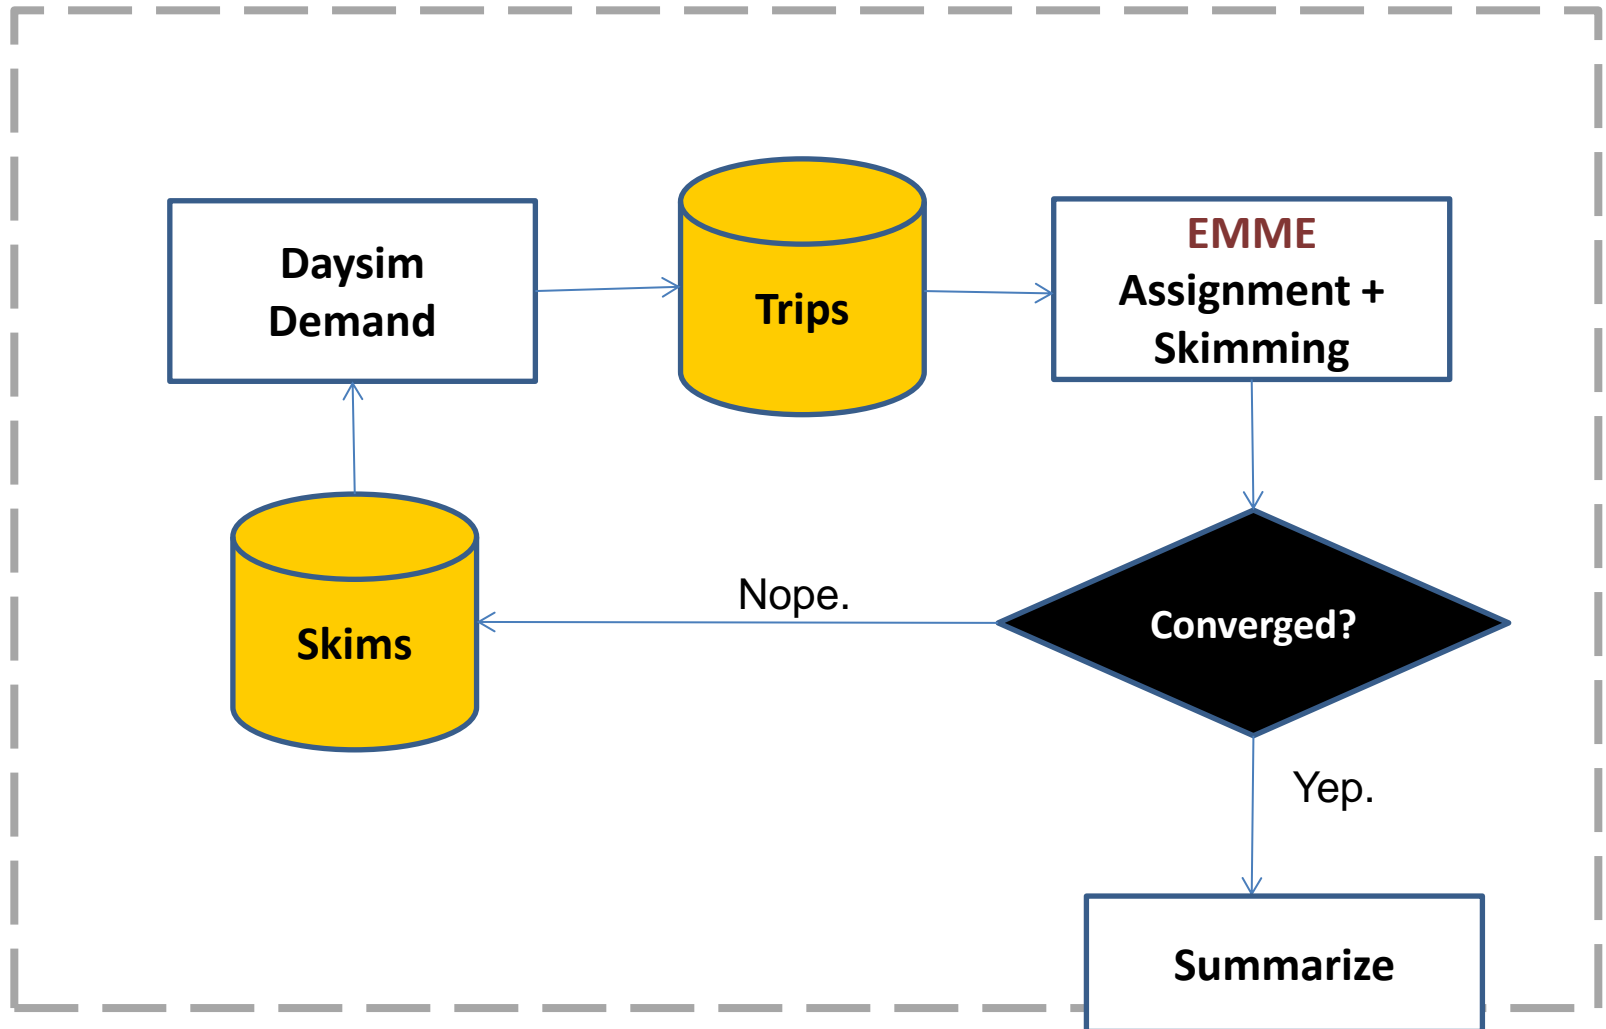 Daysim
Demand
Trips
EMME
Assignment +
Skimming
Skims
Nope.
Converged?
Yep.
Summarize